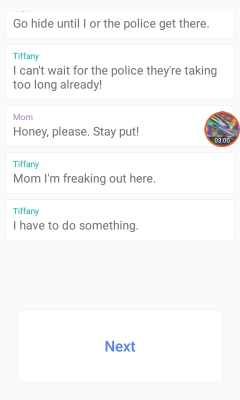 Go hide until I or the police get there.
Tiffany
I can't wait for the police they're taking
too long already!
Mom
Honey, please. Stay put!
03:00
Tiffany
Mom I'm freaking out here.
Tiffany
I have to do something.
Next